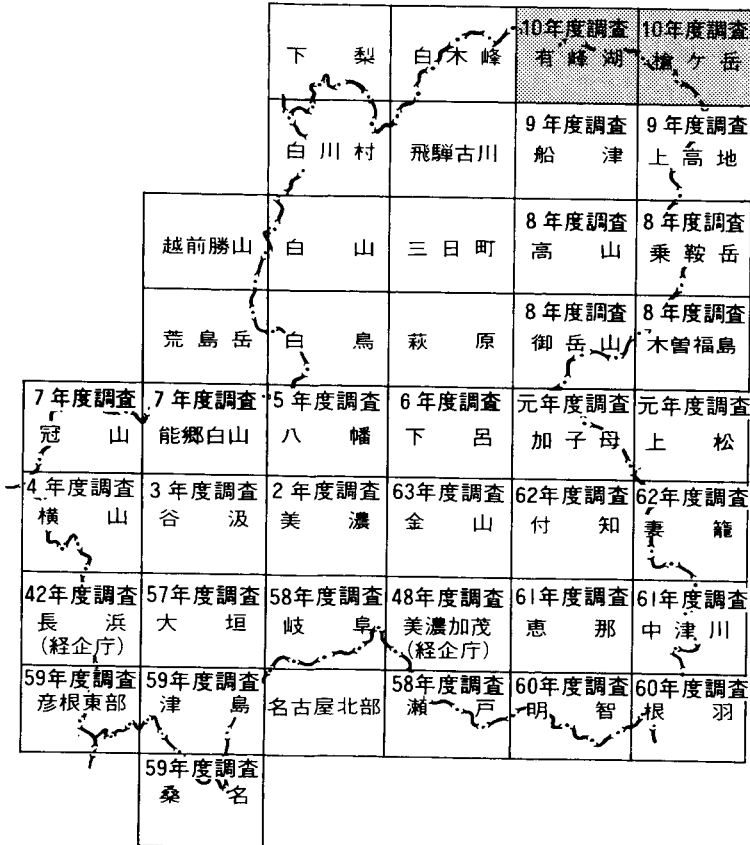 10年度調査 10年度調査
下梨 白木峰 有峰湖 槍ヶ岳
9年度調査 9年度調査
白川村 飛騨古川 船津 上高地
8年度調査 8年度調査
越前勝山 白山 三日町 高山 乗鞍岳
8年度調査 8年度調査
荒島岳 白鳥 萩原 御岳山 木曽福島
7年度調査 7年度調査 5年度調査 6年度調査 元年度調査 元年度調査
冠山 能郷白山 八幡 下呂 加子母 上松
4年度調査 3年度調査 2年度調査 63年度調査 62年度調査 62年度調査
横山 谷汲 美濃 金山 付知 妻籠
42年度調査 57年度調査 58年度調査 48年度調査 61年度調査 61年度調査
長浜 大垣 岐阜 美濃加茂 恵那 中津川
(経企庁) (経企庁)
59年度調査 59年度調査 58年度調査 60年度調査 60年度調査
彦根東部 津島 名古屋北部 瀬戸 明智 根羽
59年度調査
桑名